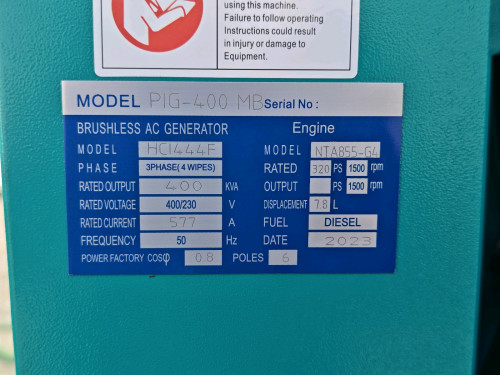 using this machine.
Failure to follow operating
Instructions could result
in injury or damage to
Equipment.
MODEL PIG-400 MB Serial No :
BRUSHLESS AC GENERATOR Engine
MODEL HCI444F MODEL NTA855-G4
PHASE 3PHASE( 4 WIPES) RATED 320 PS 1500 rpm
RATED OUTPUT 400 KVA OUTPUT PS 1500 rpm
RATED VOLTAGE 400/230 V DISPLACEMENT 7.8 L
RATED CURRENT 577 A FUEL DIESEL
FREQUENCY 50 Hz DATE 2023
POWER FACTORY COSφ 0.8 POLES 6